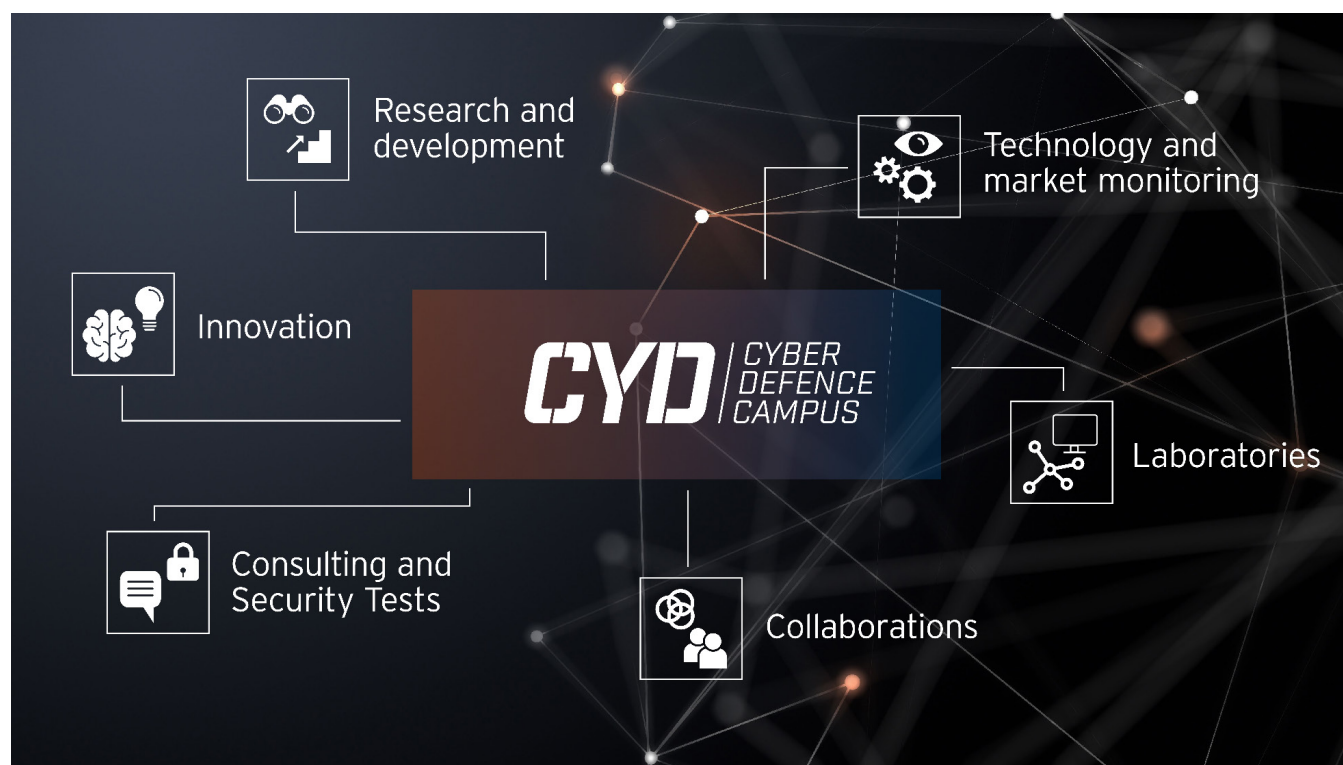 Research and
development
Technology and
market monitoring
Innovation
CYD
CYBER
DEFENCE
CAMPUS
Laboratories
Consulting and
Security Tests
Collaborations